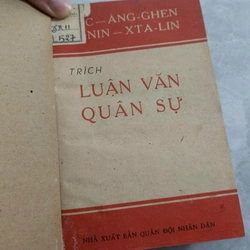 C—ĂNG-GHEN
NIN — XTA-LIN
TRÍCH
LUẬN VĂN
QUÂN SỰ
NHÀ XUẤT BẢN QUÂN ĐỘI NHÂN DÂN